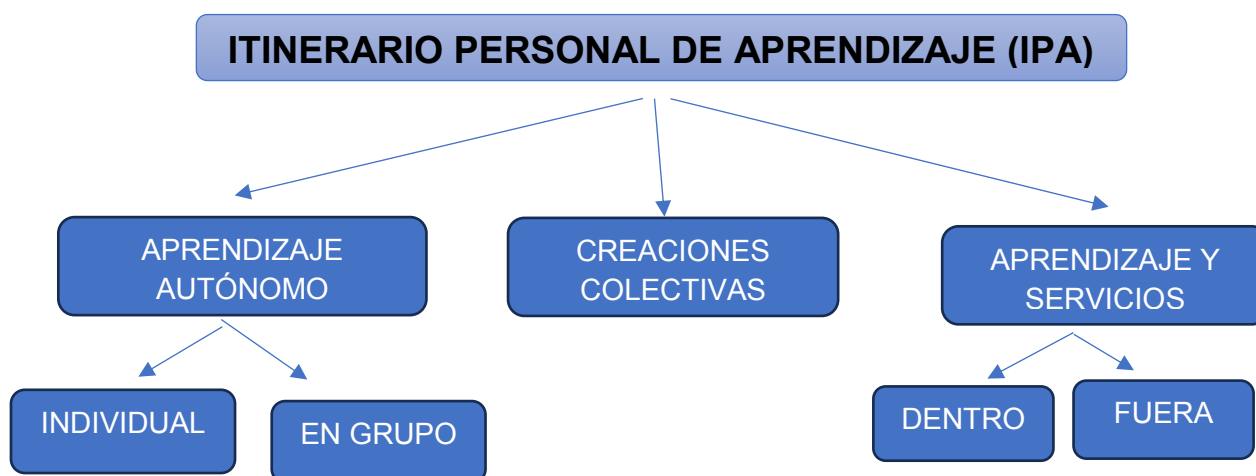 ITINERARIO PERSONAL DE APRENDIZAJE (IPA)
APRENDIZAJE
AUTÓNOMO
CREACIONES
COLECTIVAS
APRENDIZAJE Y
SERVICIOS
INDIVIDUAL
EN GRUPO
DENTRO
FUERA